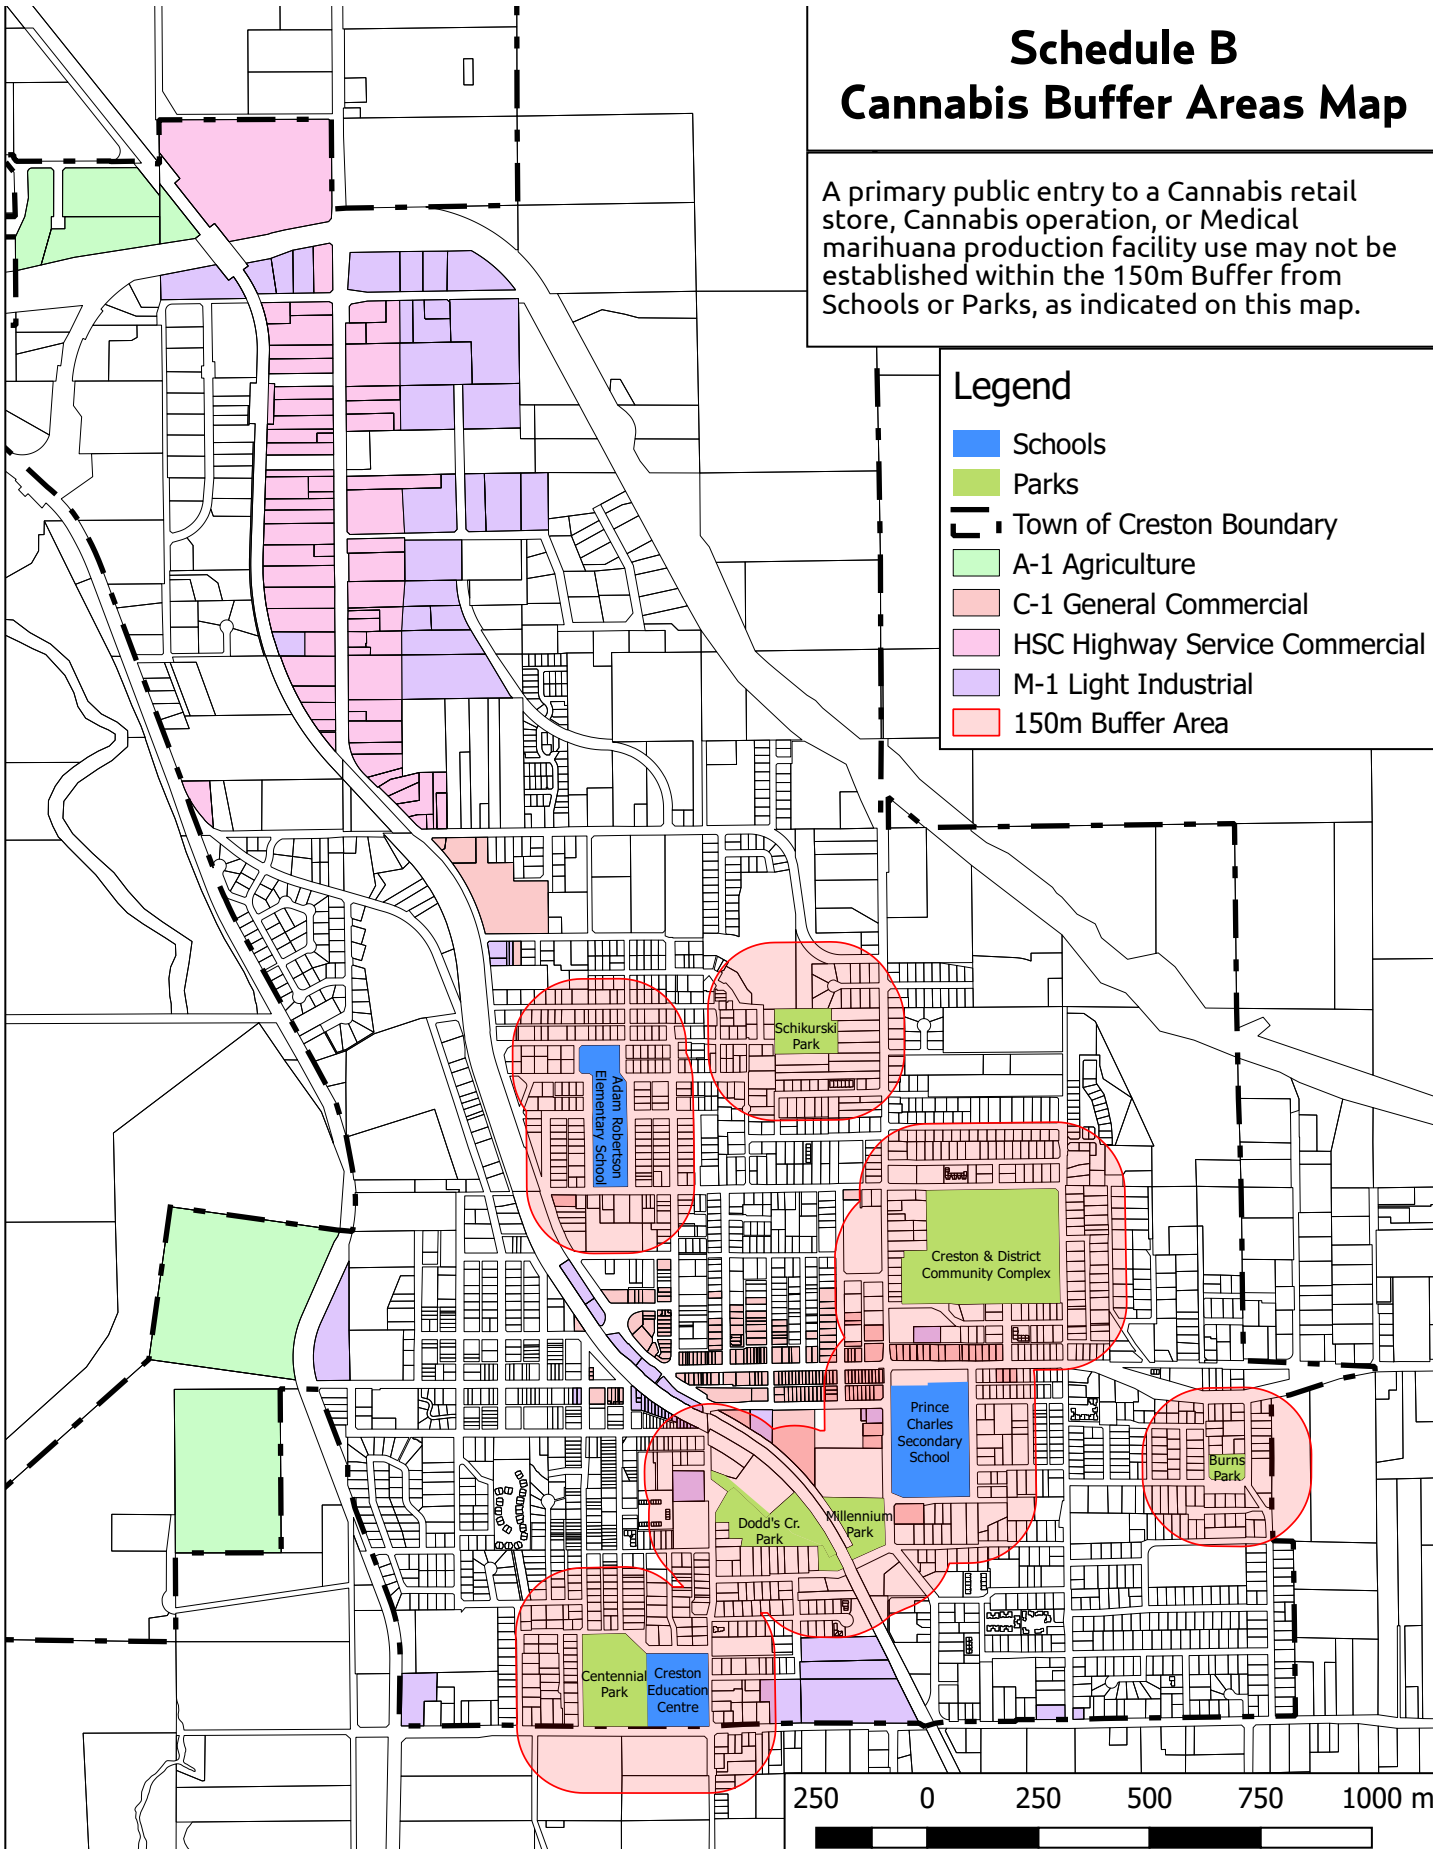 Schedule B
Cannabis Buffer Areas Map
A primary public entry to a Cannabis retail
store, Cannabis operation, or Medical
marihuana production facility use may not be
established within the 150m Buffer from
Schools or Parks, as indicated on this map.
Legend
Schools
Parks
Town of Creston Boundary
A-1 Agriculture
C-1 General Commercial
HSC Highway Service Commercial
M-1 Light Industrial
150m Buffer Area
Schikurski
Park
Adam Robertson
Elementary School
Creston & District
Community Complex
Prince
Charles
Secondary
School
Burns
Park
Dodd's Cr.
Park
Millennium
Park
Centennial
Park
Creston
Education
Centre
250 0 250 500 750 1000 m